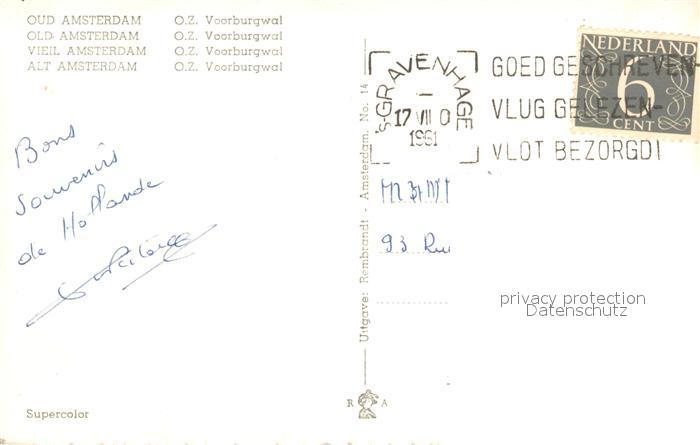 OUD AMSTERDAM O.Z. Voorburgwal
OLD AMSTERDAM O.Z. Voorburgwal
VIEIL AMSTERDAM O.Z. Voorburgwal
ALT AMSTERDAM O.Z. Voorburgwal
Bons
Souvenirs
de Hollande
Supercolor
Uitgave: Rembrandt - Amsterdam. No. 14
R A
's-GRAVENHAGE
17 VII 0
1961
GOED GESCHREVEN-
VLUG GELEZEN-
VLOT BEZORGD!
NEDERLAND
6
CENT
93 Rue
privacy protection
Datenschutz